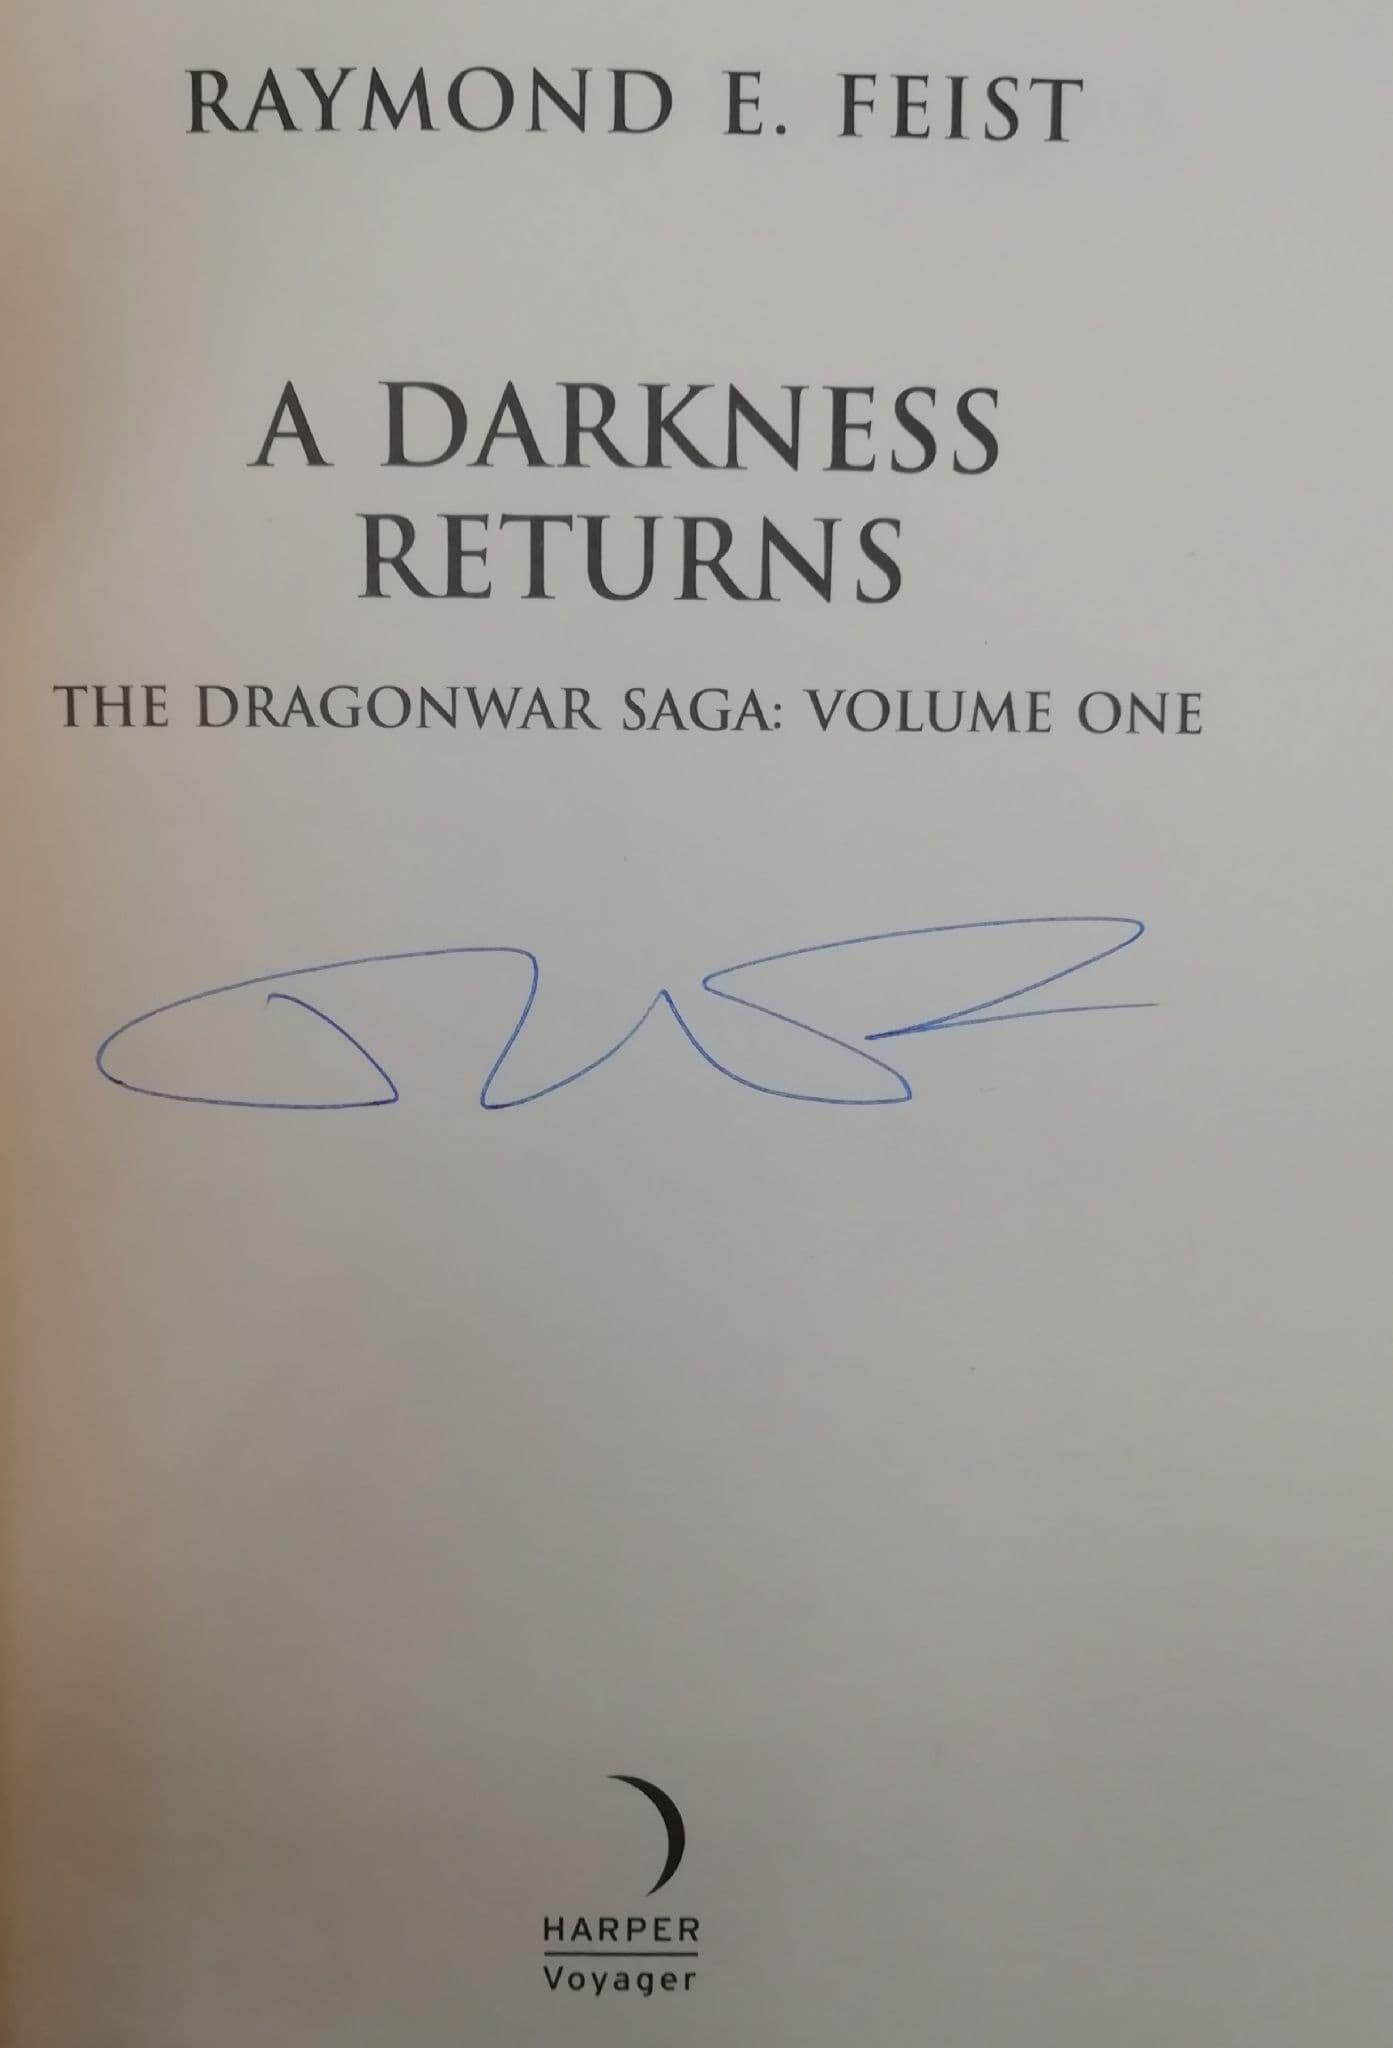 RAYMOND E. FEIST
A DARKNESS
RETURNS
THE DRAGONWAR SAGA: VOLUME ONE
HARPER
Voyager